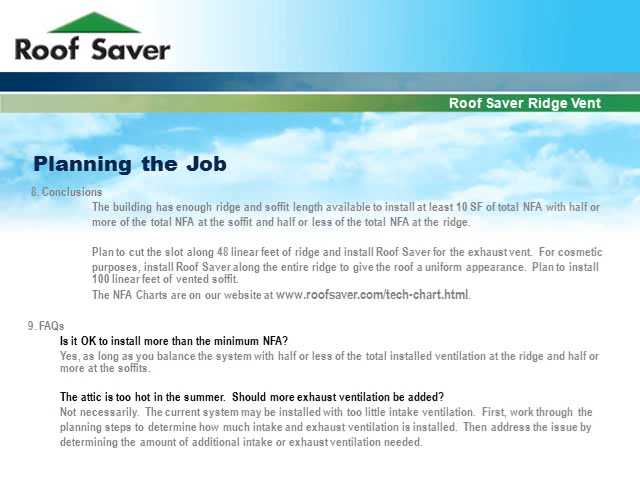 Roof Saver
Roof Saver Ridge Vent
Planning the Job
8. Conclusions
The building has enough ridge and soffit length available to install at least 10 SF of total NFA with half or
more of the total NFA at the soffit and half or less of the total NFA at the ridge.
Plan to cut the slot along 48 linear feet of ridge and install Roof Saver for the exhaust vent.  For cosmetic
purposes, install Roof Saver along the entire ridge to give the roof a uniform appearance.  Plan to install
100 linear feet of vented soffit.
The NFA Charts are on our website at www.roofsaver.com/tech-chart.html.
9. FAQs
Is it OK to install more than the minimum NFA?
Yes, as long as you balance the system with half or less of the total installed ventilation at the ridge and half or
more at the soffits.
The attic is too hot in the summer.  Should more exhaust ventilation be added?
Not necessarily.  The current system may be installed with too little intake ventilation.  First, work through the
planning steps to determine how much intake and exhaust ventilation is installed.  Then address the issue by
determining the amount of additional intake or exhaust ventilation needed.